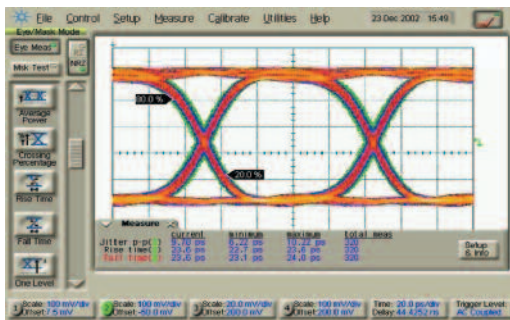 File Control Setup Measure Calibrate Utilities Help 23 Dec 2002 15:49
Eye/Mask Mode
Eye Meas
Msk Test
NRZ
Average Power
Crossing Percentage
Rise Time
Fall Time
One Level
80.0 %
20.0 %
Measure
current minimum maximum total meas
Jitter p-p( ) 9.78 ps 6.22 ps 10.22 ps 320
Rise time( ) 23.6 ps 22.7 ps 23.6 ps 320
Fall time( ) 23.6 ps 23.1 ps 24.0 ps 320
Setup & Info
Scale: 100 mV/div Scale: 100 mV/div Scale: 20.0 mV/div Scale: 100 mV/div Time: 20.0 ps/div Trigger Level:
Offset: 7.5 mV Offset: -50.0 mV Offset: 200.0 mV Offset: 200.0 mV Delay: 44.4252 ns AC Coupled